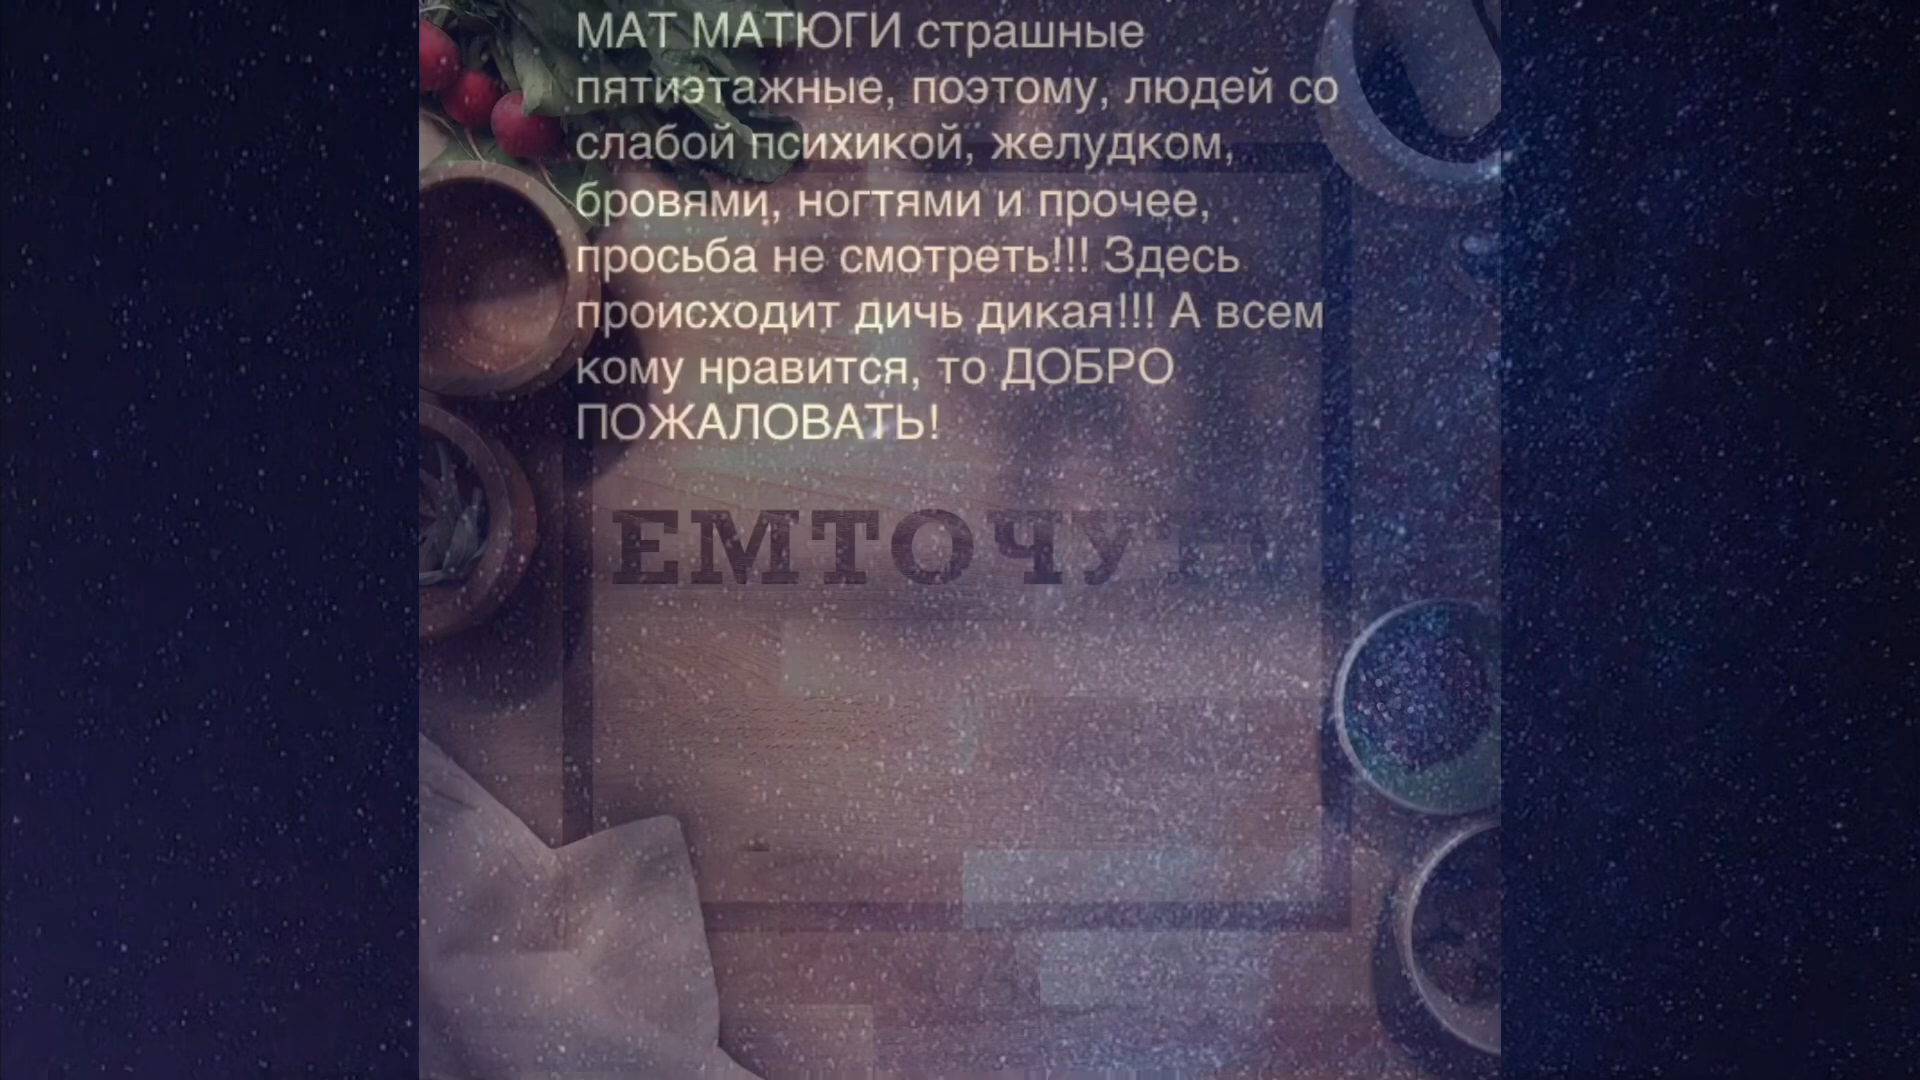 МАТ МАТЮГИ страшные
пятиэтажные, поэтому, людей со
слабой психикой, желудком,
бровями, ногтями и прочее,
просьба не смотреть!!! Здесь
происходит дичь дикая!!! А всем
кому нравится, то ДОБРО
ПОЖАЛОВАТЬ!